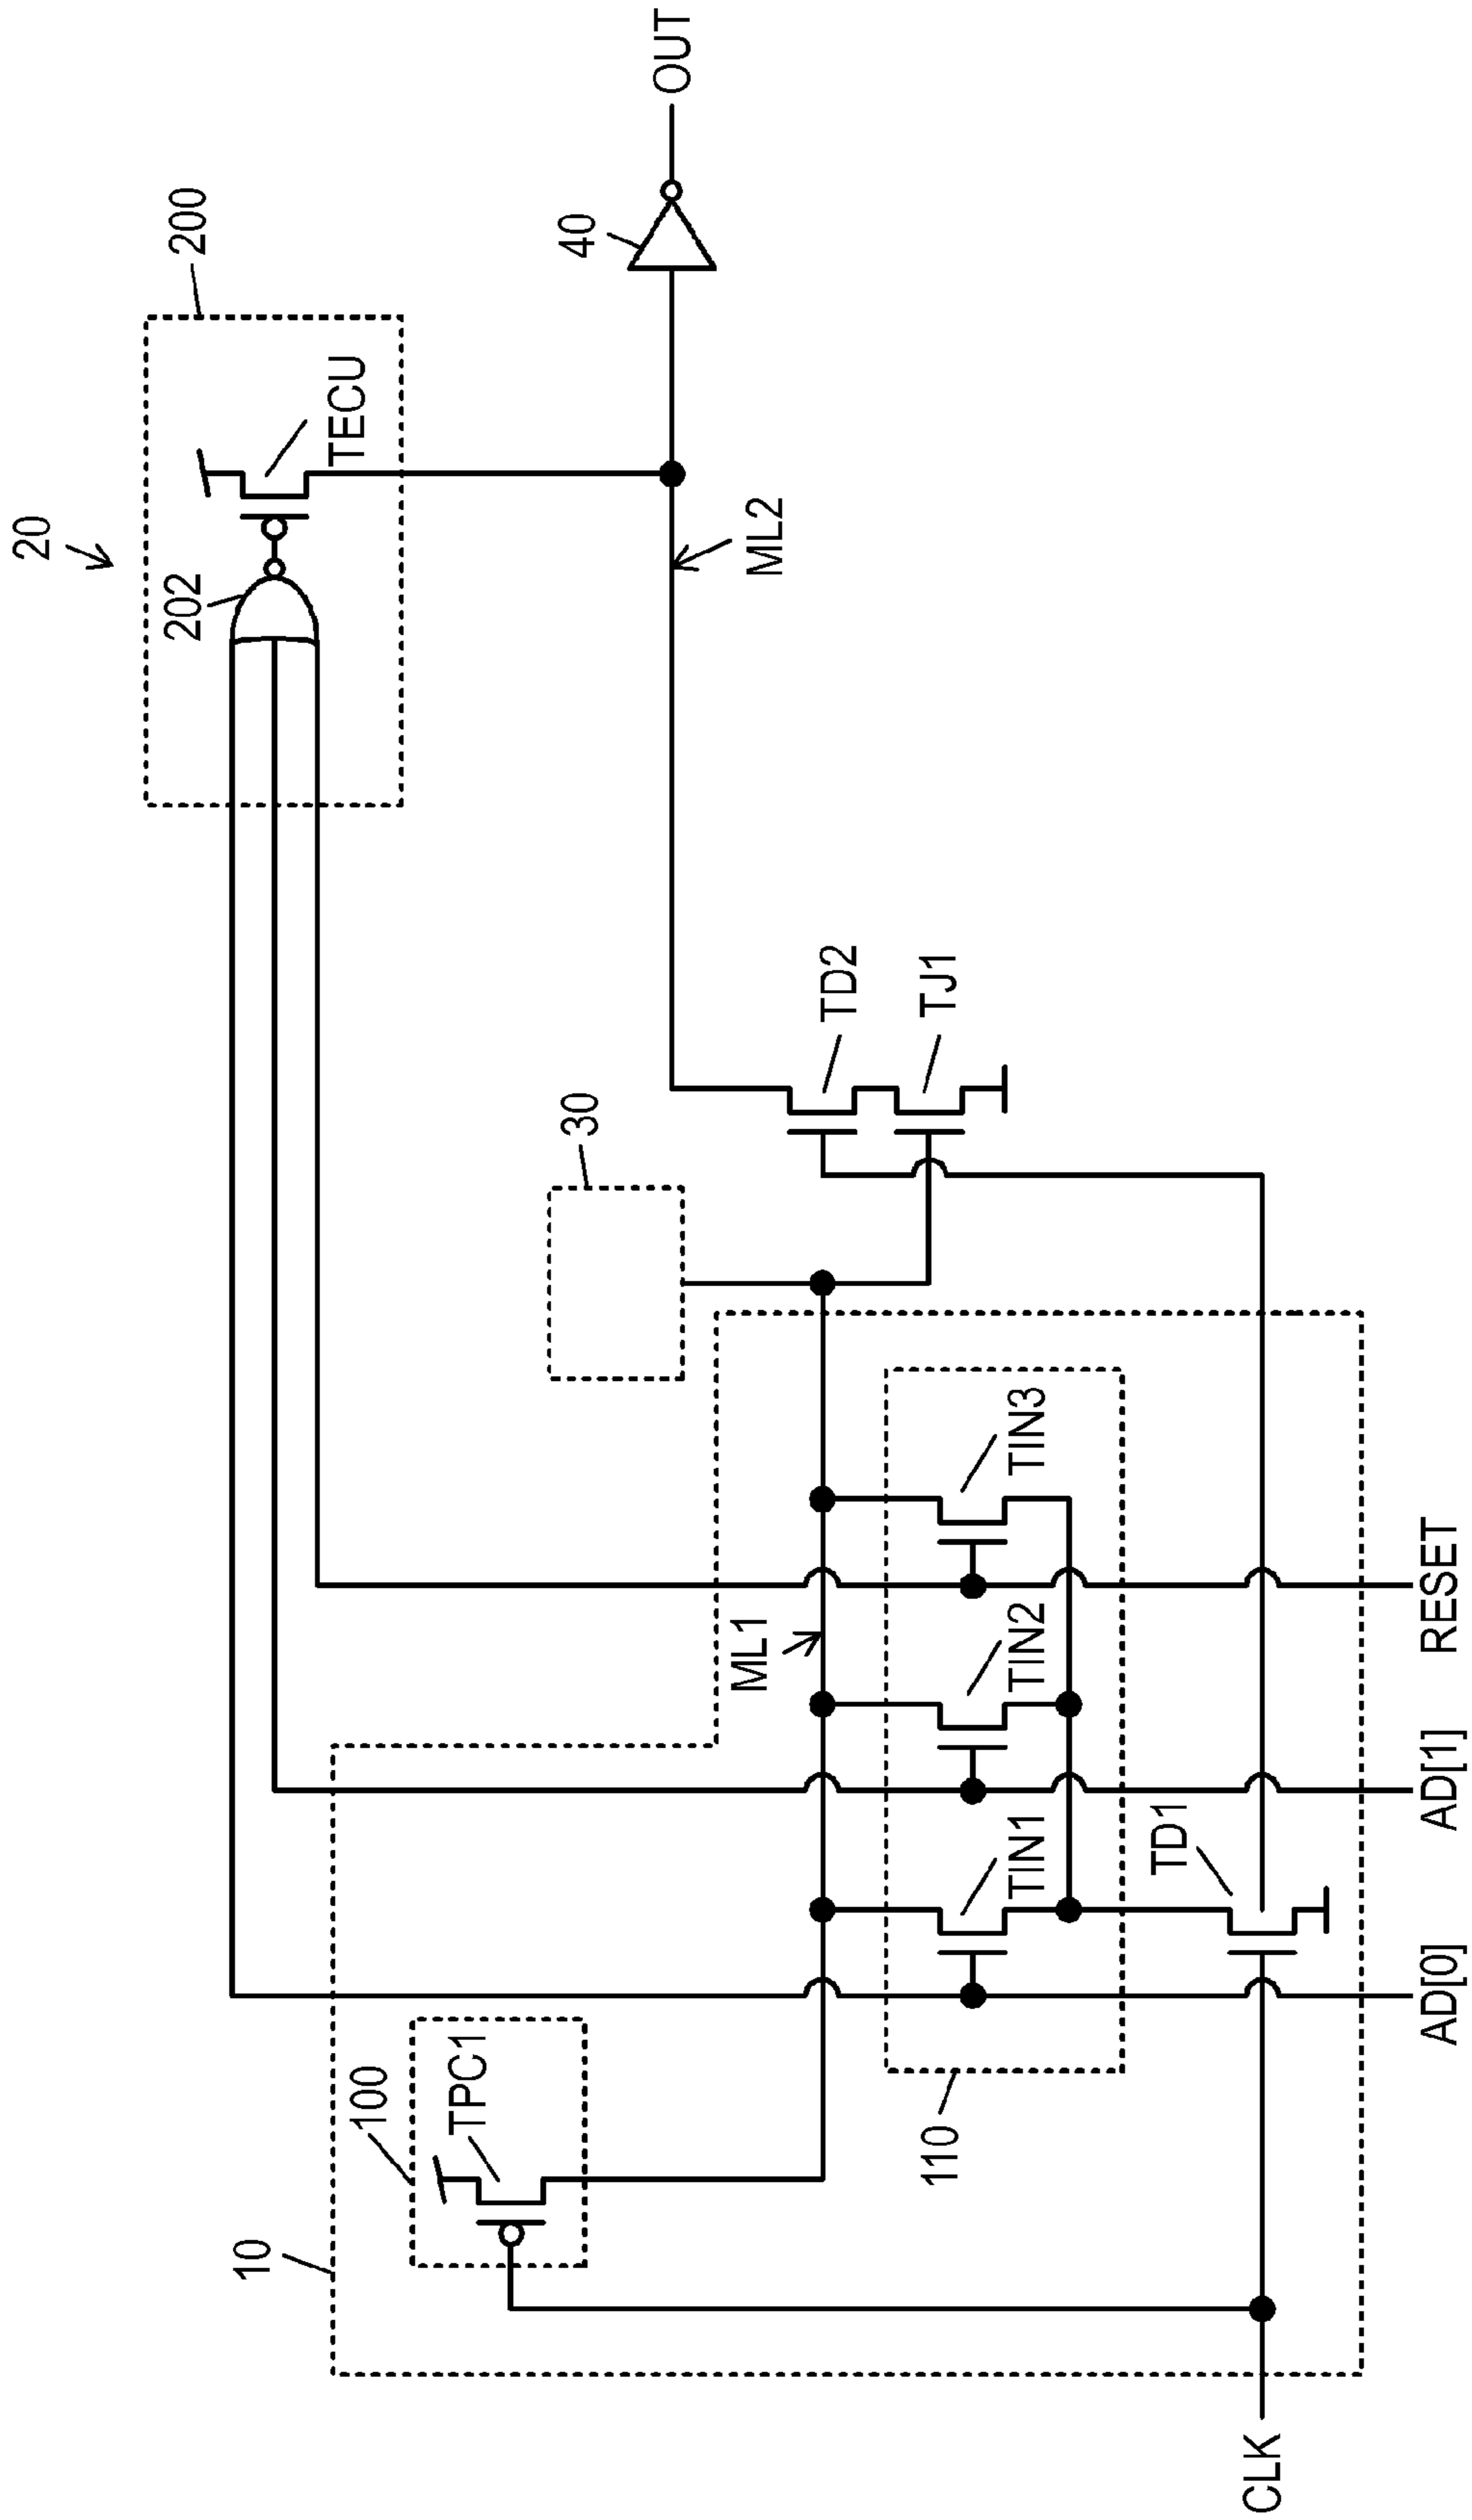 20
200
202
TECU
40
OUT
ML2
30
TD2
TJ1
10
100
TPC1
ML1
110
TIN1
TIN2
TIN3
TD1
CLK
AD[0]
AD[1]
RESET